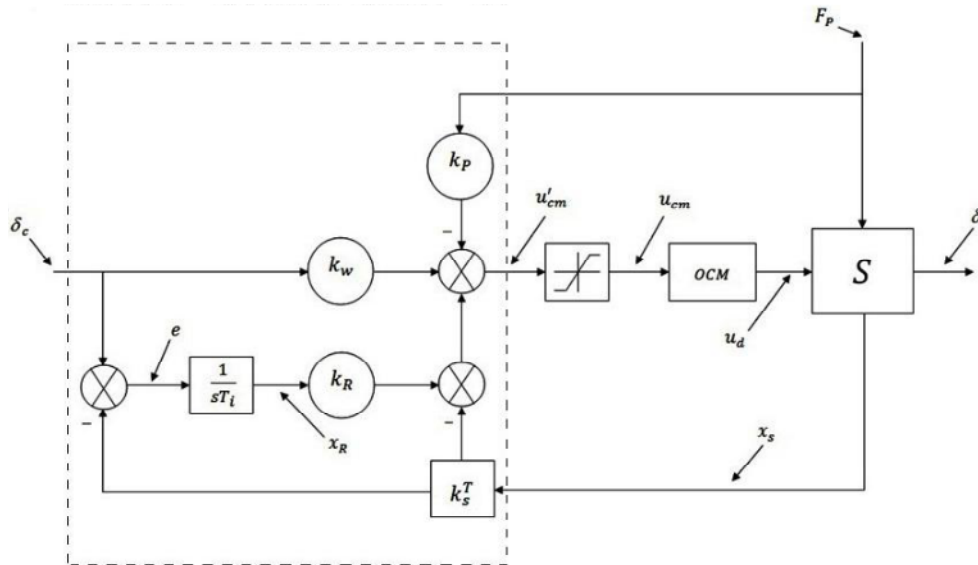 F_P
k_P
u'_cm
u_cm
δ_c
k_w
OCM
S
δ
u_d
e
1
sT_i
k_R
x_R
x_s
k_s^T
−
−
−